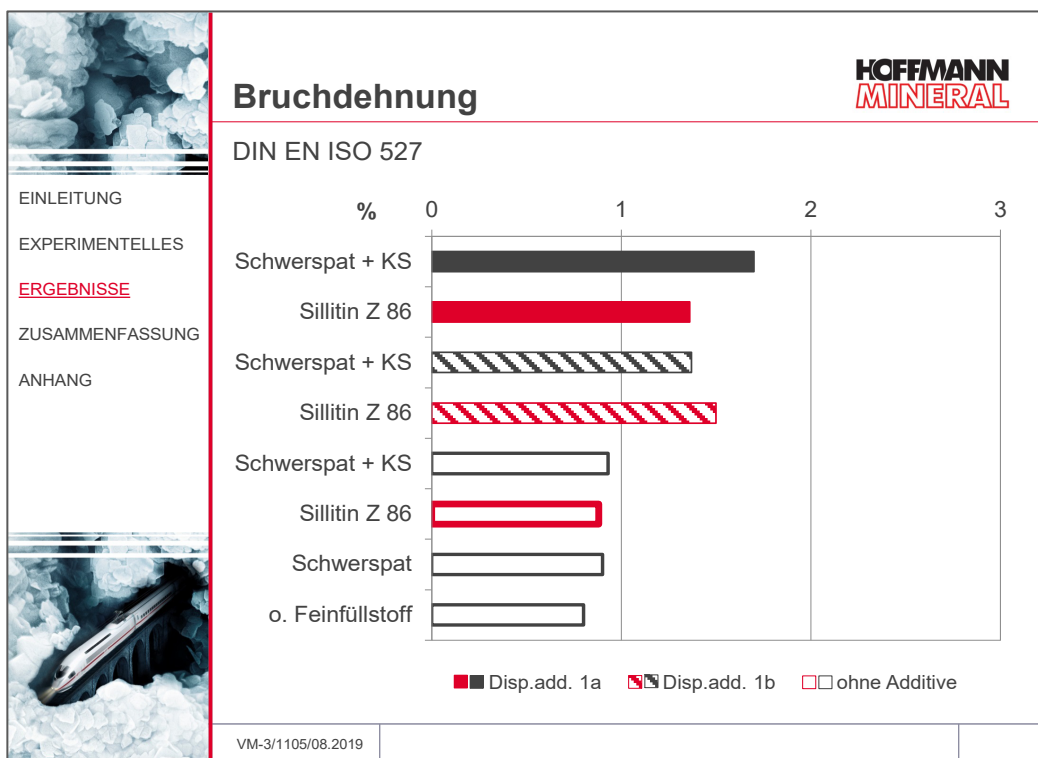 Bruchdehnung
HOFFMANN
MINERAL
DIN EN ISO 527
EINLEITUNG
EXPERIMENTELLES
ERGEBNISSE
ZUSAMMENFASSUNG
ANHANG
% 0 1 2 3
Schwerspat + KS
Sillitin Z 86
Schwerspat + KS
Sillitin Z 86
Schwerspat + KS
Sillitin Z 86
Schwerspat
o. Feinfüllstoff
Disp.add. 1a Disp.add. 1b ohne Additive
VM-3/1105/08.2019